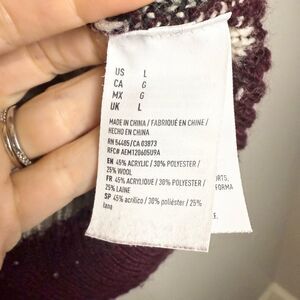 US L
CA G
MX G
UK L
MADE IN CHINA / FABRIQUÉ EN CHINE /
HECHO EN CHINA
RN 54485/CA 03873
RFC# AEM12060SU9A
EN 45% ACRYLIC / 30% POLYESTER /
25% WOOL
FR 45% ACRYLIQUE / 30% POLYESTER /
25% LAINE
SP 45% acrílico / 30% poliéster / 25%
lana
ORMA